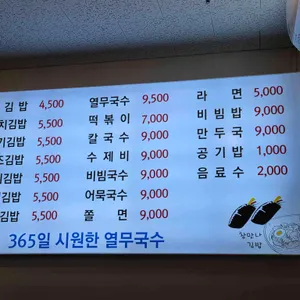 김밥 4,500 열무국수 9,500 라면 5,000
치김밥 5,500 떡볶이 7,000 비빔밥 9,000
김밥 5,500 칼국수 9,000 만두국 9,000
김밥 5,500 수제비 9,000 공기밥 1,000
김밥 5,500 비빔국수 9,000 음료수 2,000
김밥 5,500 어묵국수 9,000
김밥 5,500 쫄면 9,000
365일 시원한 열무국수
김밥